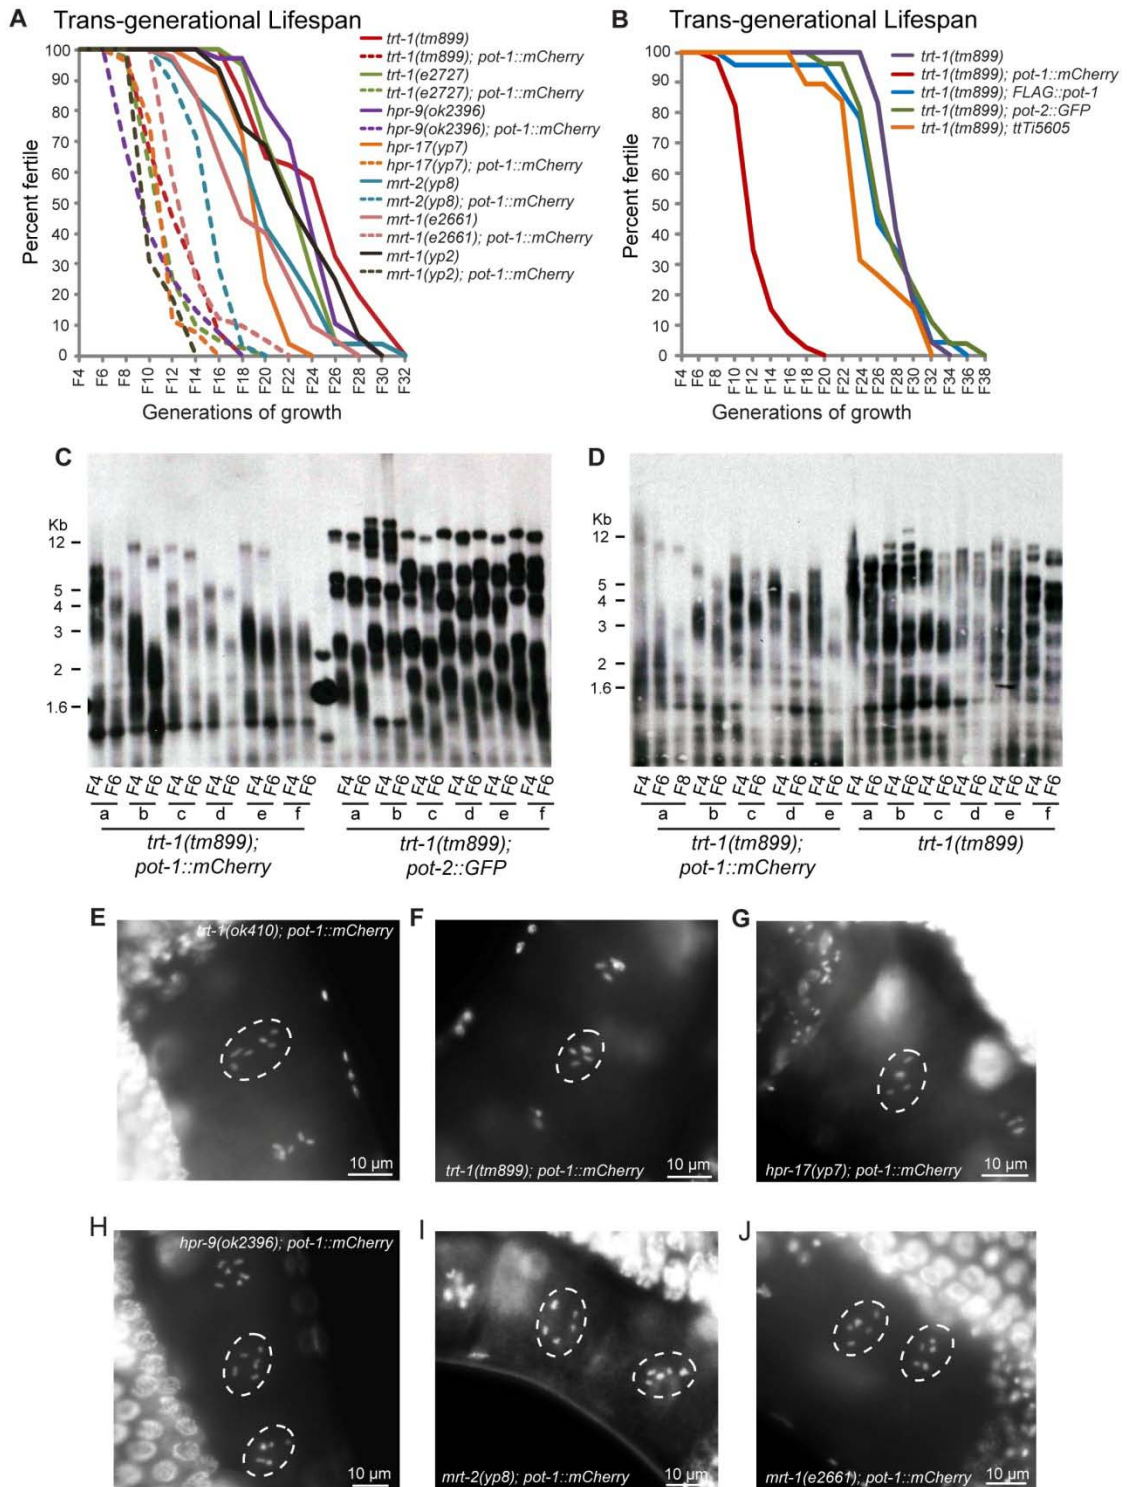 A
Trans-generational Lifespan
Percent fertile
100
90
80
70
60
50
40
30
20
10
0
F4 F6 F8 F10 F12 F14 F16 F18 F20 F22 F24 F26 F28 F30 F32
Generations of growth
trt-1(tm899)
trt-1(tm899); pot-1::mCherry
trt-1(e2727)
trt-1(e2727); pot-1::mCherry
hpr-9(ok2396)
hpr-9(ok2396); pot-1::mCherry
hpr-17(yp7)
hpr-17(yp7); pot-1::mCherry
mrt-2(yp8)
mrt-2(yp8); pot-1::mCherry
mrt-1(e2661)
mrt-1(e2661); pot-1::mCherry
mrt-1(yp2)
mrt-1(yp2); pot-1::mCherry
B
Trans-generational Lifespan
Percent fertile
100
90
80
70
60
50
40
30
20
10
0
F4 F6 F8 F10 F12 F14 F16 F18 F20 F22 F24 F26 F28 F30 F32 F34 F36 F38
Generations of growth
trt-1(tm899)
trt-1(tm899); pot-1::mCherry
trt-1(tm899); FLAG::pot-1
trt-1(tm899); pot-2::GFP
trt-1(tm899); ttTi5605
C
Kb
12
5
4
3
2
1.6
F4 F6 F4 F6 F4 F6 F4 F6 F4 F6 F4 F6 F4 F6 F4 F6 F4 F6 F4 F6 F4 F6 F4 F6
a b c d e f a b c d e f
trt-1(tm899);
pot-1::mCherry
trt-1(tm899);
pot-2::GFP
D
Kb
12
5
4
3
2
1.6
F4 F6 F8 F4 F6 F4 F6 F4 F6 F4 F6 F4 F6 F4 F6 F4 F6 F4 F6 F4 F6 F4 F6
a b c d e a b c d e f
trt-1(tm899);
pot-1::mCherry
trt-1(tm899)
E
trt-1(ok410); pot-1::mCherry
10 µm
F
trt-1(tm899); pot-1::mCherry
10 µm
G
hpr-17(yp7); pot-1::mCherry
10 µm
H
hpr-9(ok2396); pot-1::mCherry
10 µm
I
mrt-2(yp8); pot-1::mCherry
10 µm
J
mrt-1(e2661); pot-1::mCherry
10 µm